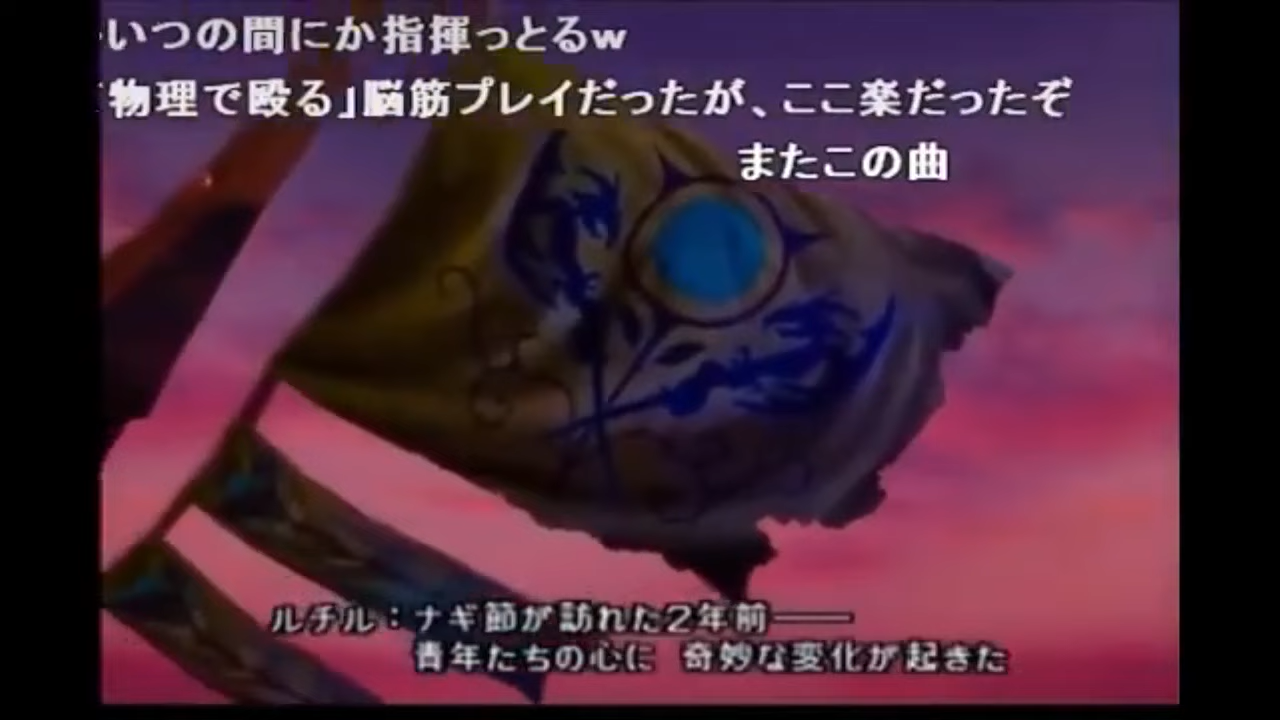 いつの間にか指揮っとるw
物理で殴る」脳筋プレイだったが、ここ楽だったぞ
またこの曲
ルチル：ナギ節が訪れた2年前――
青年たちの心に 奇妙な変化が起きた